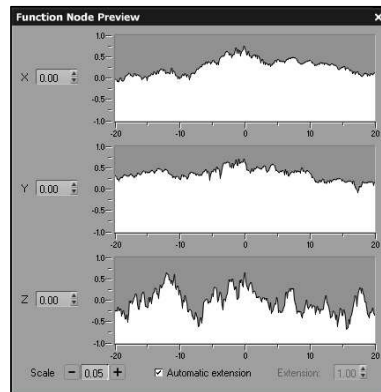 Function Node Preview ×
1.0
0.5
X 0.00 0.0
-0.5
-1.0
-20 -10 0 10 20
1.0
0.5
Y 0.00 0.0
-0.5
-1.0
-20 -10 0 10 20
1.0
0.5
Z 0.00 0.0
-0.5
-1.0
-20 -10 0 10 20
Scale − 0.05 + Automatic extension Extension: 1.00